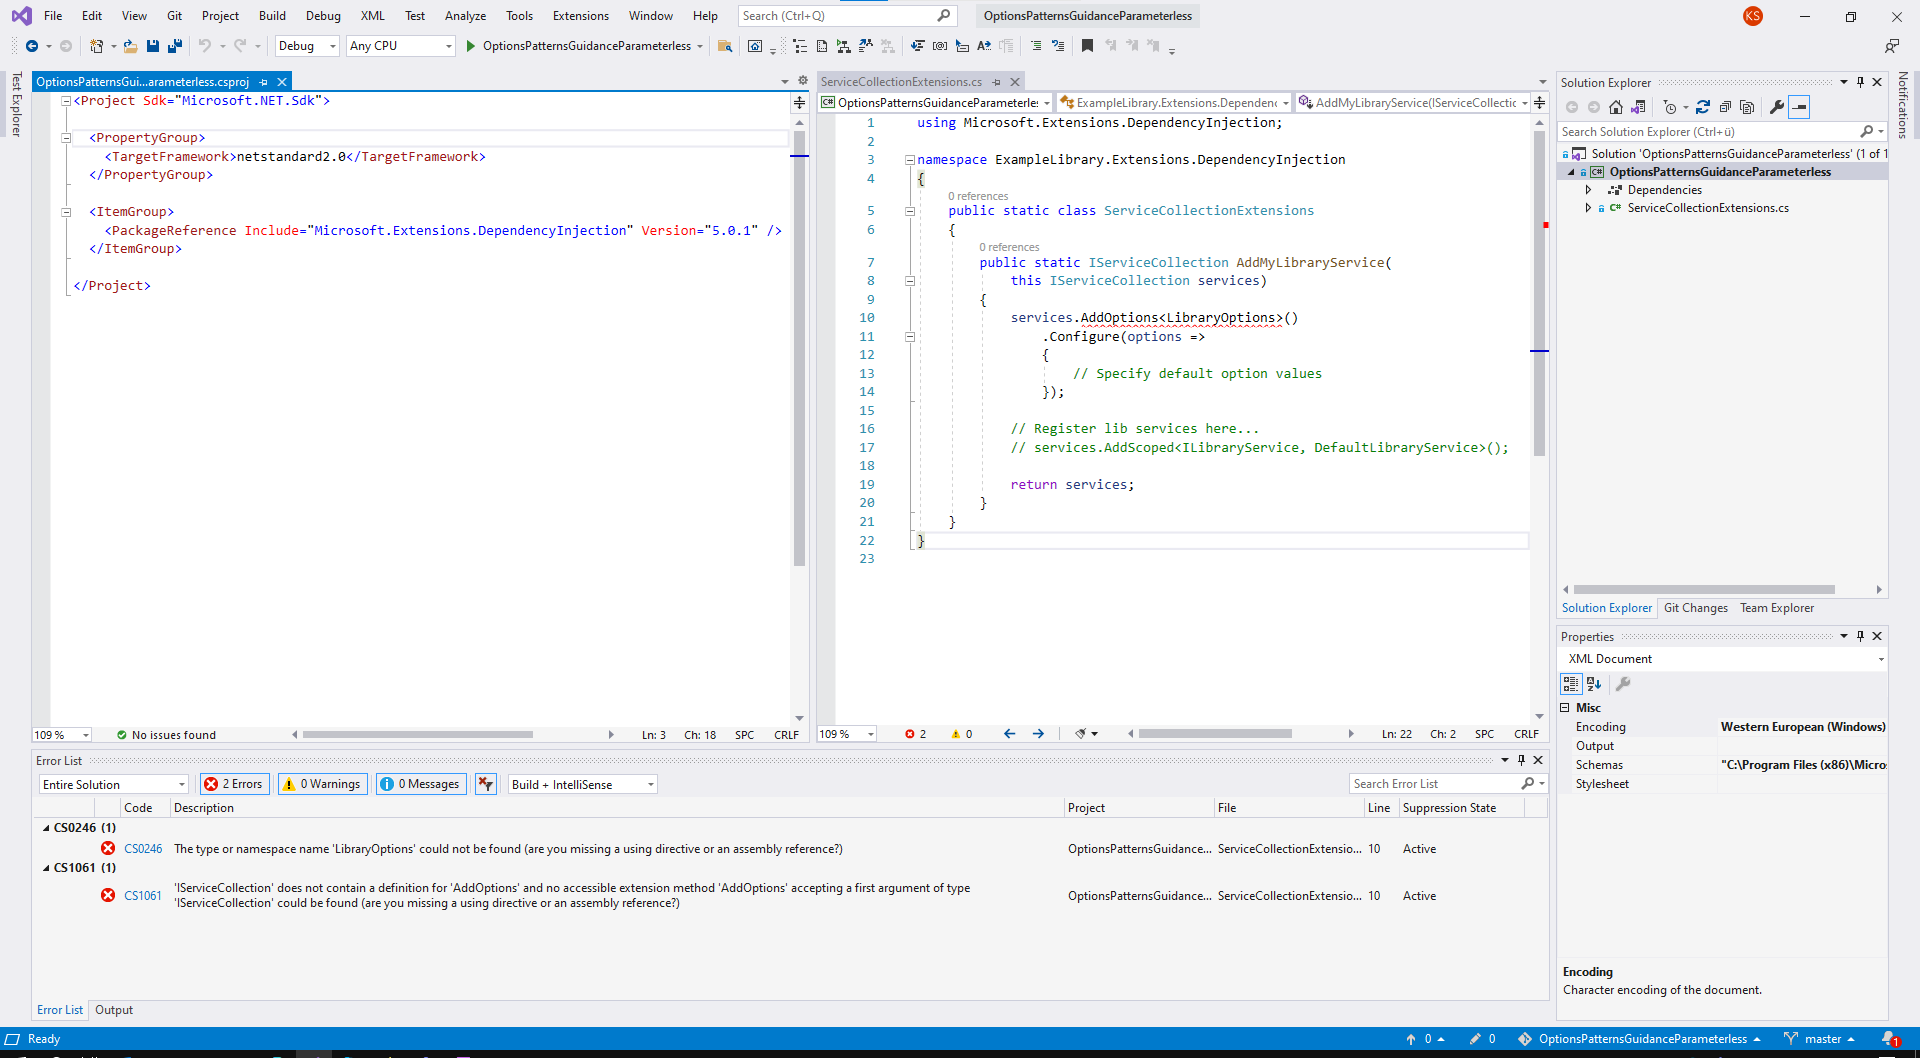 File Edit View Git Project Build Debug XML Test Analyze Tools Extensions Window Help Search (Ctrl+Q) OptionsPatternsGuidanceParameterless KS
Debug Any CPU OptionsPatternsGuidanceParameterless
Test Explorer
OptionsPatternsGui...arameterless.csproj
<Project Sdk="Microsoft.NET.Sdk">
<PropertyGroup>
<TargetFramework>netstandard2.0</TargetFramework>
</PropertyGroup>
<ItemGroup>
<PackageReference Include="Microsoft.Extensions.DependencyInjection" Version="5.0.1" />
</ItemGroup>
</Project>
109 % No issues found Ln: 3 Ch: 18 SPC CRLF
ServiceCollectionExtensions.cs
C# OptionsPatternsGuidanceParameterle: ExampleLibrary.Extensions.Dependenc AddMyLibraryService(IServiceCollectic
1 using Microsoft.Extensions.DependencyInjection;
2
3 namespace ExampleLibrary.Extensions.DependencyInjection
4 {
0 references
5 public static class ServiceCollectionExtensions
6 {
0 references
7 public static IServiceCollection AddMyLibraryService(
8 this IServiceCollection services)
9 {
10 services.AddOptions<LibraryOptions>()
11 .Configure(options =>
12 {
13 // Specify default option values
14 });
15
16 // Register lib services here...
17 // services.AddScoped<ILibraryService, DefaultLibraryService>();
18
19 return services;
20 }
21 }
22 }
23
109 % 2 0 Ln: 22 Ch: 2 SPC CRLF
Solution Explorer
Search Solution Explorer (Ctrl+ü)
Solution 'OptionsPatternsGuidanceParameterless' (1 of 1
C# OptionsPatternsGuidanceParameterless
Dependencies
C# ServiceCollectionExtensions.cs
Solution Explorer Git Changes Team Explorer
Notifications
Properties
XML Document
Misc
Encoding Western European (Windows)
Output
Schemas "C:\Program Files (x86)\Micros
Stylesheet
Encoding
Character encoding of the document.
Error List
Entire Solution 2 Errors 0 Warnings 0 Messages Build + IntelliSense Search Error List
Code Description Project File Line Suppression State
CS0246 (1)
CS0246 The type or namespace name 'LibraryOptions' could not be found (are you missing a using directive or an assembly reference?) OptionsPatternsGuidance... ServiceCollectionExtensio... 10 Active
CS1061 (1)
CS1061 'IServiceCollection' does not contain a definition for 'AddOptions' and no accessible extension method 'AddOptions' accepting a first argument of type
'IServiceCollection' could be found (are you missing a using directive or an assembly reference?) OptionsPatternsGuidance... ServiceCollectionExtensio... 10 Active
Error List Output
Ready 0 0 OptionsPatternsGuidanceParameterless master 1